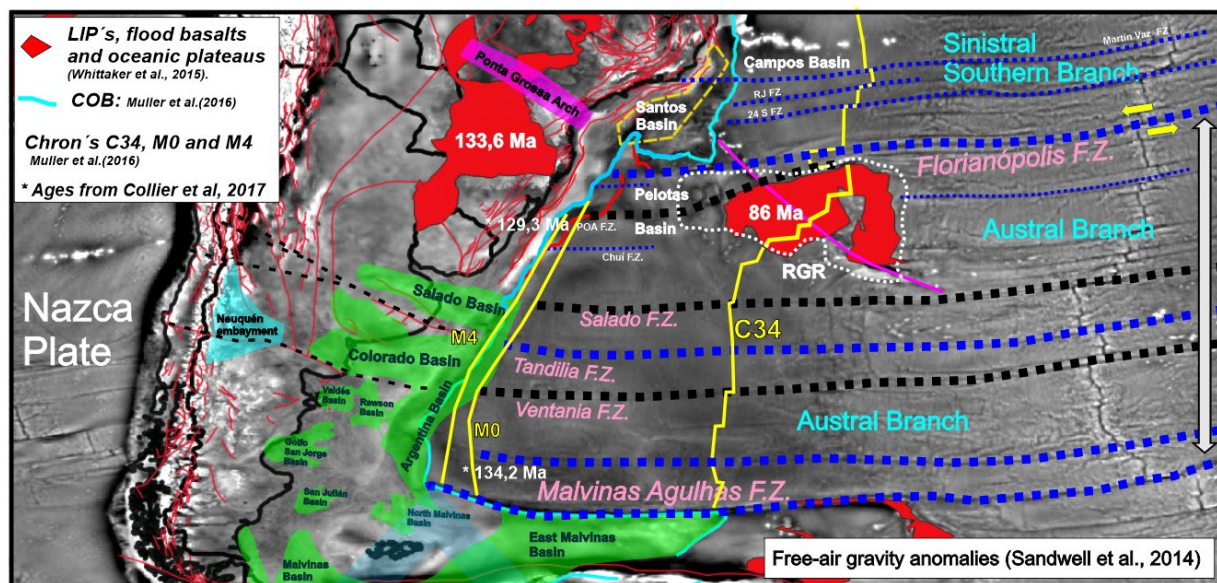 LIP´s, flood basalts
and oceanic plateaus
(Whittaker et al., 2015).
COB: Muller et al.(2016)
Chron´s C34, M0 and M4
Muller et al.(2016)
* Ages from Collier et al, 2017
Ponta Grossa Arch
133,6 Ma
Campos Basin
Santos
Basin
RJ FZ
24 S FZ
Martin Vaz FZ
Sinistral
Southern Branch
Florianópolis F.Z.
Pelotas
Basin
* 129,3 Ma
POA F.Z.
Chuí F.Z.
86 Ma
RGR
Austral Branch
Nazca
Plate
Neuquén
embayment
Salado Basin
Colorado Basin
M4
Salado F.Z.
C34
Tandilia F.Z.
Ventania F.Z.
Valdés
Basin
Rawson
Basin
Argentina Basin
M0
Austral Branch
Golfo
San Jorge
Basin
* 134,2 Ma
Malvinas Agulhas F.Z.
San Julián
Basin
North Malvinas
Basin
East Malvinas
Basin
Malvinas
Basin
Free-air gravity anomalies (Sandwell et al., 2014)